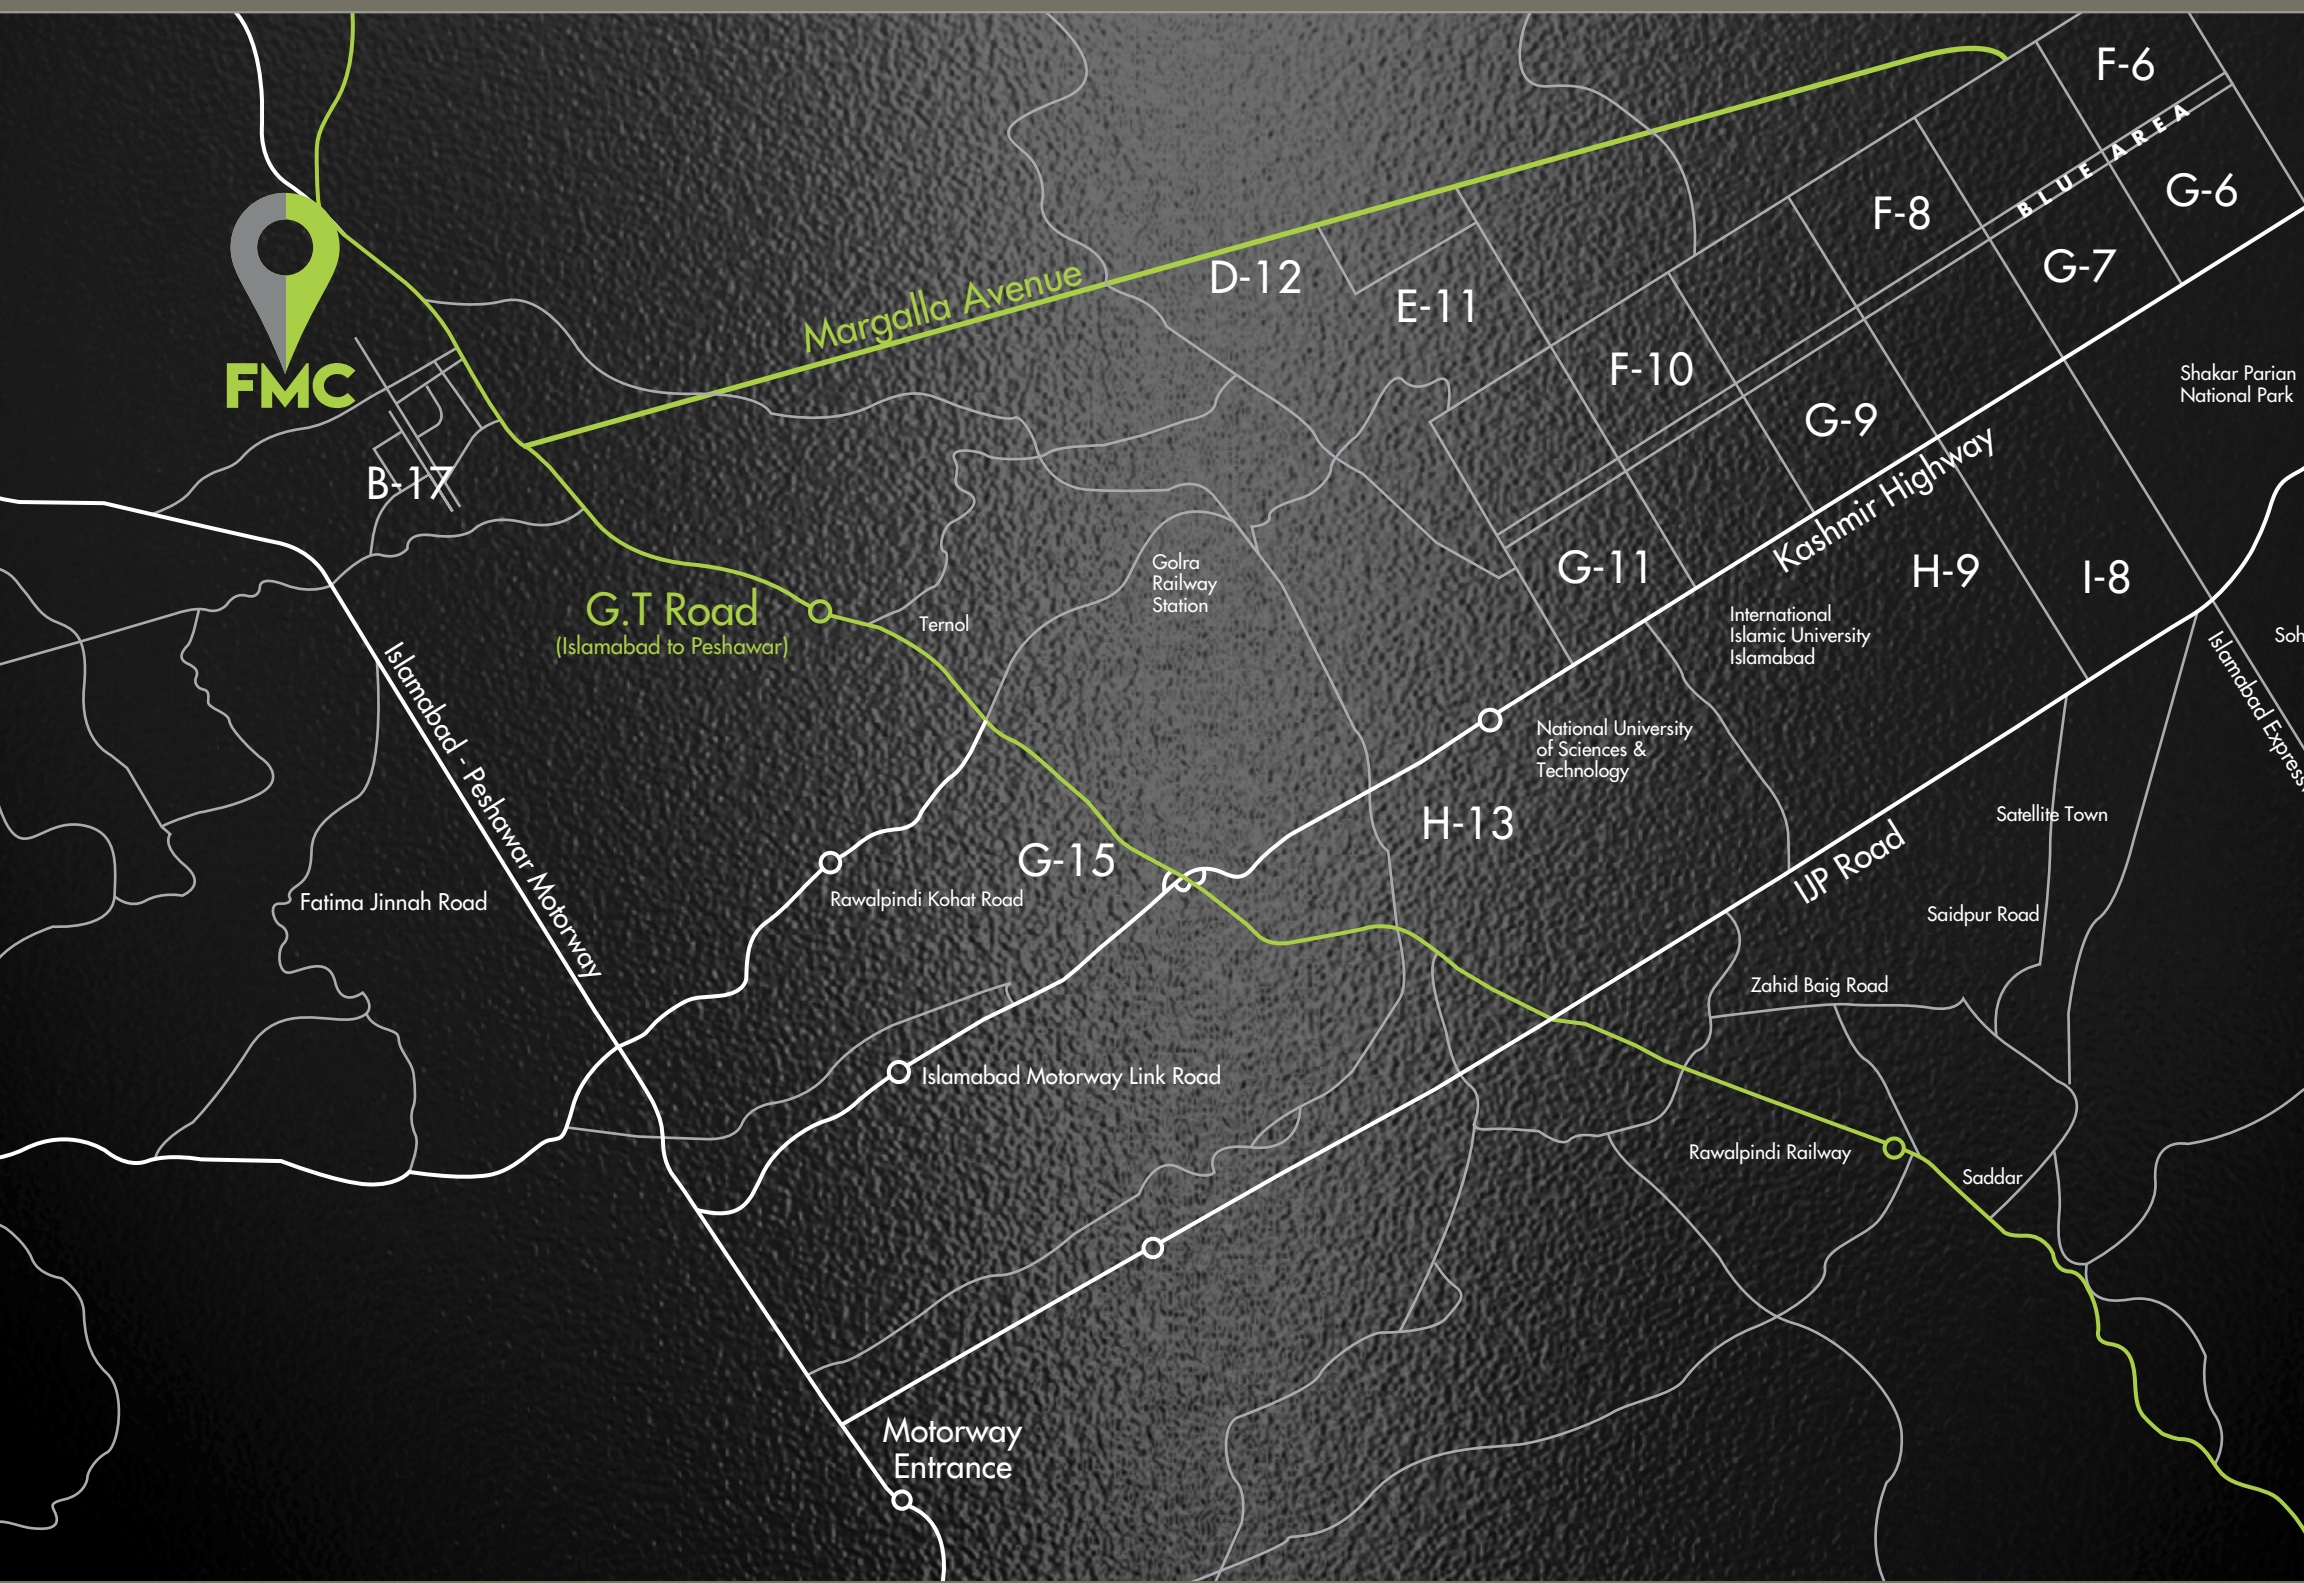 F-6
BLUE AREA
G-6
F-8
G-7
D-12
Margalla Avenue
E-11
F-10
FMC
Shakar Parian
National Park
G-9
B-17
Kashmir Highway
Golra
Railway
Station
G-11
H-9
I-8
G.T Road
(Islamabad to Peshawar)
Ternol
International
Islamic University
Islamabad
Soh
Islamabad Express
Islamabad - Peshawar Motorway
National University
of Sciences &
Technology
H-13
Satellite Town
G-15
IJP Road
Rawalpindi Kohat Road
Fatima Jinnah Road
Saidpur Road
Zahid Baig Road
Islamabad Motorway Link Road
Rawalpindi Railway
Saddar
Motorway
Entrance